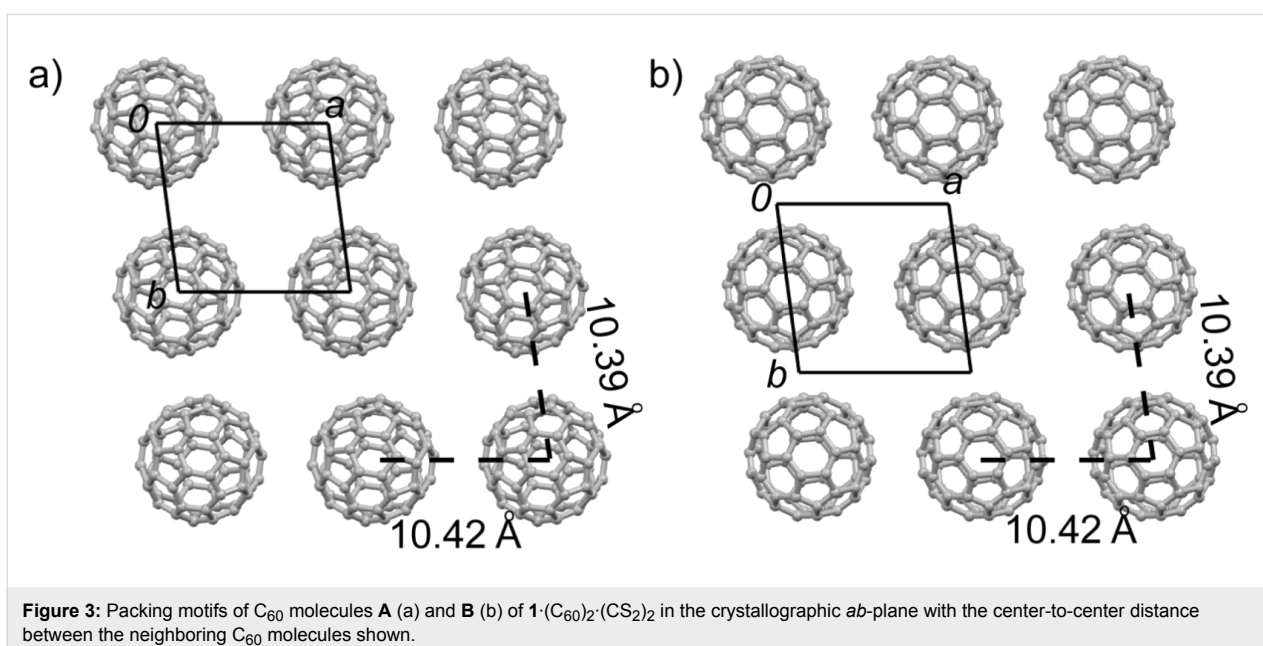 a)
0
a
b
10.39 Å
10.42 Å
b)
0
a
b
10.39 Å
10.42 Å
Figure 3: Packing motifs of C60 molecules A (a) and B (b) of 1·(C60)2·(CS2)2 in the crystallographic ab-plane with the center-to-center distance
between the neighboring C60 molecules shown.